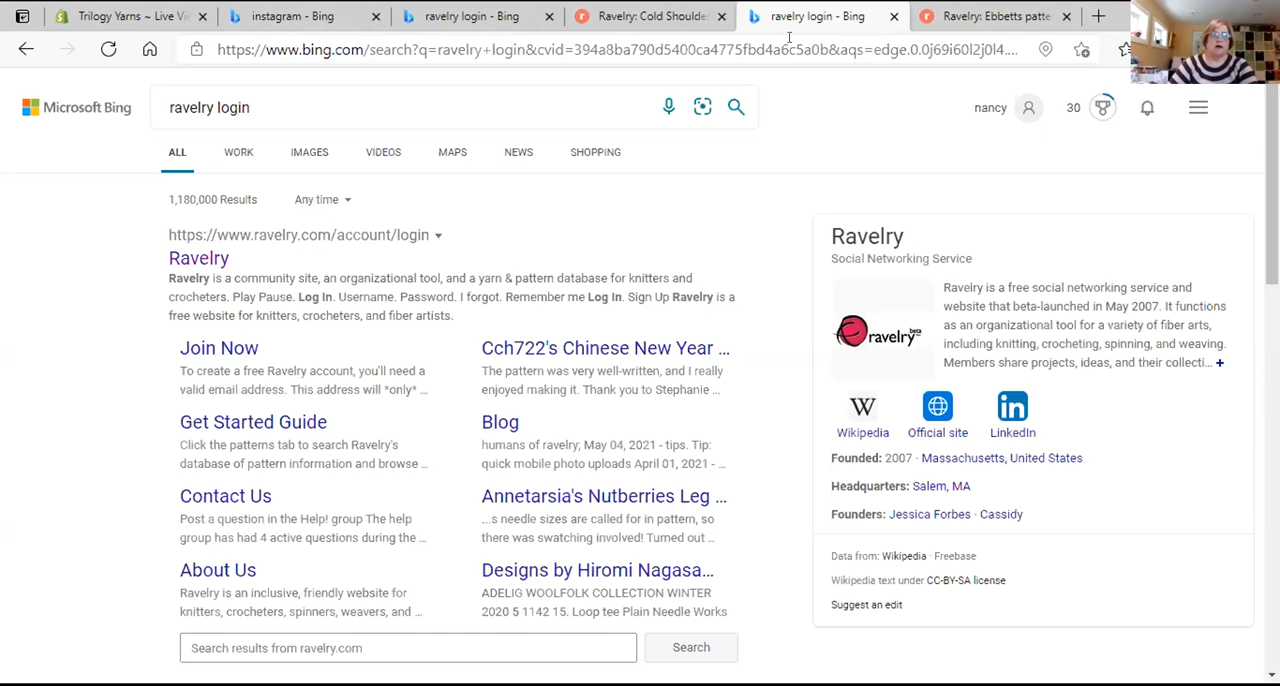 Trilogy Yarns ~ Live Vi
instagram - Bing
ravelry login - Bing
Ravelry: Cold Shoulde
ravelry login - Bing
Ravelry: Ebbetts patte
https://www.bing.com/search?q=ravelry+login&cvid=394a8ba790d5400ca4775fbd4a6c5a0b&aqs=edge.0.0j69i60l2j0l4....
Microsoft Bing
ravelry login
nancy
30
ALL WORK IMAGES VIDEOS MAPS NEWS SHOPPING
1,180,000 Results Any time
https://www.ravelry.com/account/login
Ravelry
Ravelry is a community site, an organizational tool, and a yarn & pattern database for knitters and
crocheters. Play Pause. Log In. Username. Password. I forgot. Remember me Log In. Sign Up Ravelry is a
free website for knitters, crocheters, and fiber artists.
Join Now
To create a free Ravelry account, you'll need a
valid email address. This address will *only* ...
Cch722's Chinese New Year ...
The pattern was very well-written, and I really
enjoyed making it. Thank you to Stephanie ...
Get Started Guide
Click the patterns tab to search Ravelry's
database of pattern information and browse ...
Blog
humans of ravelry; May 04, 2021 - tips. Tip:
quick mobile photo uploads April 01, 2021 - ...
Contact Us
Post a question in the Help! group The help
group has had 4 active questions during the ...
Annetarsia's Nutberries Leg ...
...s needle sizes are called for in pattern, so
there was swatching involved! Turned out ...
About Us
Ravelry is an inclusive, friendly website for
knitters, crocheters, spinners, weavers, and ...
Designs by Hiromi Nagasa...
ADELIG WOOLFOLK COLLECTION WINTER
2020 5 1142 15. Loop tee Plain Needle Works
Search results from ravelry.com
Search
Ravelry
Social Networking Service
ravelry beta
Ravelry is a free social networking service and
website that beta-launched in May 2007. It functions
as an organizational tool for a variety of fiber arts,
including knitting, crocheting, spinning, and weaving.
Members share projects, ideas, and their collecti... +
W
in
Wikipedia Official site LinkedIn
Founded: 2007 · Massachusetts, United States
Headquarters: Salem, MA
Founders: Jessica Forbes · Cassidy
Data from: Wikipedia · Freebase
Wikipedia text under CC-BY-SA license
Suggest an edit